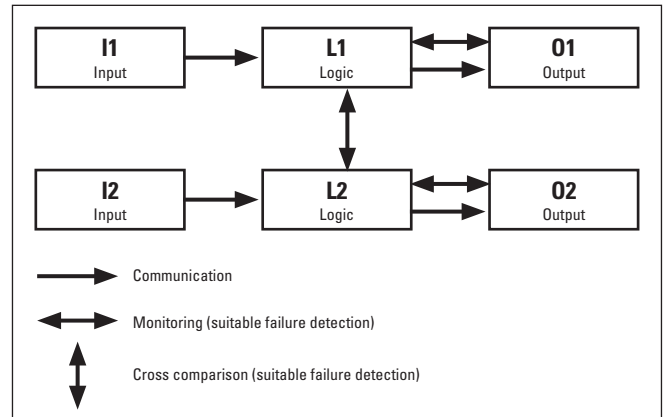 I1
Input
L1
Logic
O1
Output
I2
Input
L2
Logic
O2
Output
Communication
Monitoring (suitable failure detection)
Cross comparison (suitable failure detection)